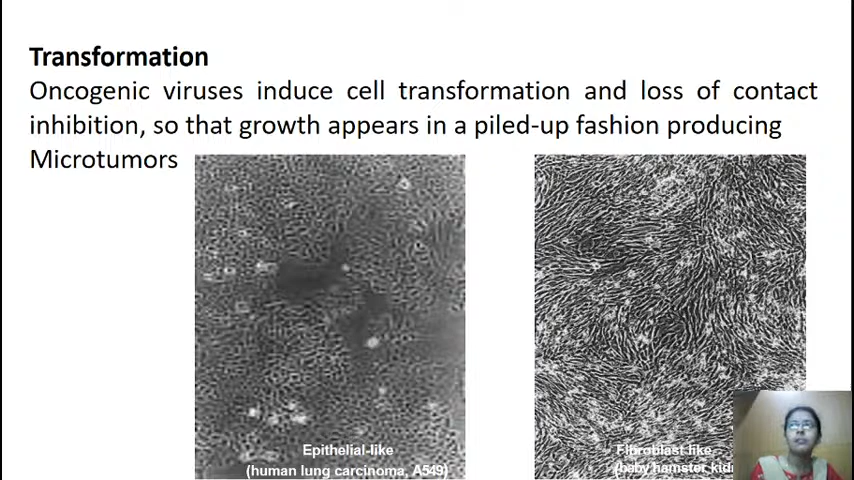 Transformation
Oncogenic viruses induce cell transformation and loss of contact
inhibition, so that growth appears in a piled-up fashion producing
Microtumors
Epithelial-like
(human lung carcinoma, A549)
Fibroblast like
(baby hamster kid